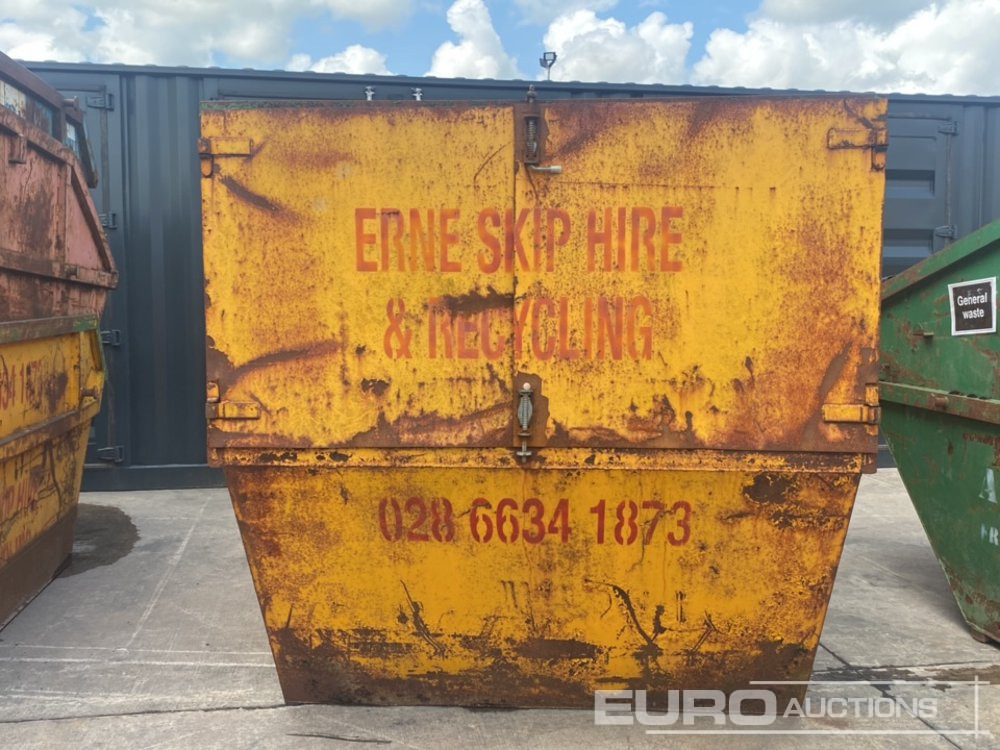 ERNE SKIP HIRE
& RECYCLING
028 6634 1873
General
waste
EURO AUCTIONS